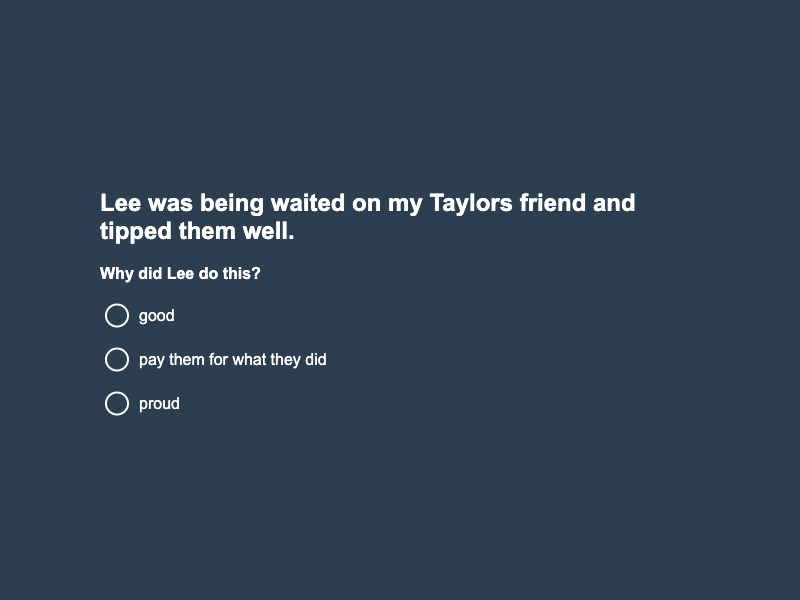 Lee was being waited on my Taylors friend and
tipped them well.
Why did Lee do this?
good
pay them for what they did
proud